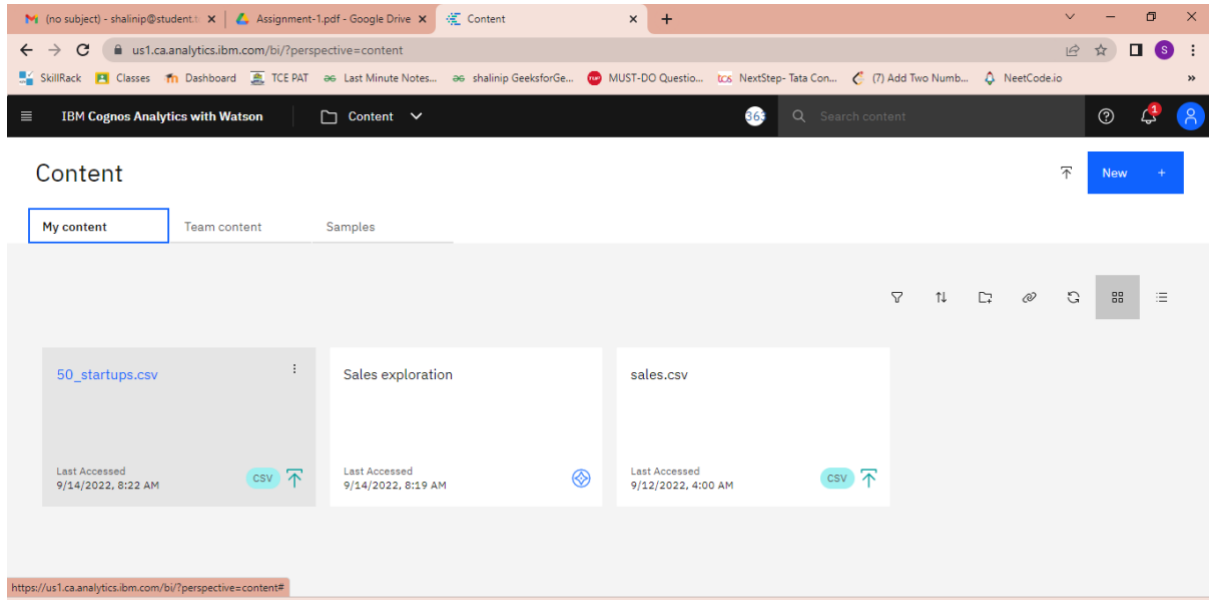 (no subject) - shalinip@student.t
Assignment-1.pdf - Google Drive
Content
us1.ca.analytics.ibm.com/bi/?perspective=content
S
SkillRack
Classes
Dashboard
TCE PAT
Last Minute Notes...
shalinip GeeksforGe...
MUST-DO Questio...
NextStep- Tata Con...
(7) Add Two Numb...
NeetCode.io
»
IBM Cognos Analytics with Watson
Content
363
Search content
1
Content
New +
My content
Team content
Samples
50_startups.csv
Last Accessed
9/14/2022, 8:22 AM
CSV
Sales exploration
Last Accessed
9/14/2022, 8:19 AM
sales.csv
Last Accessed
9/12/2022, 4:00 AM
CSV
https://us1.ca.analytics.ibm.com/bi/?perspective=content#